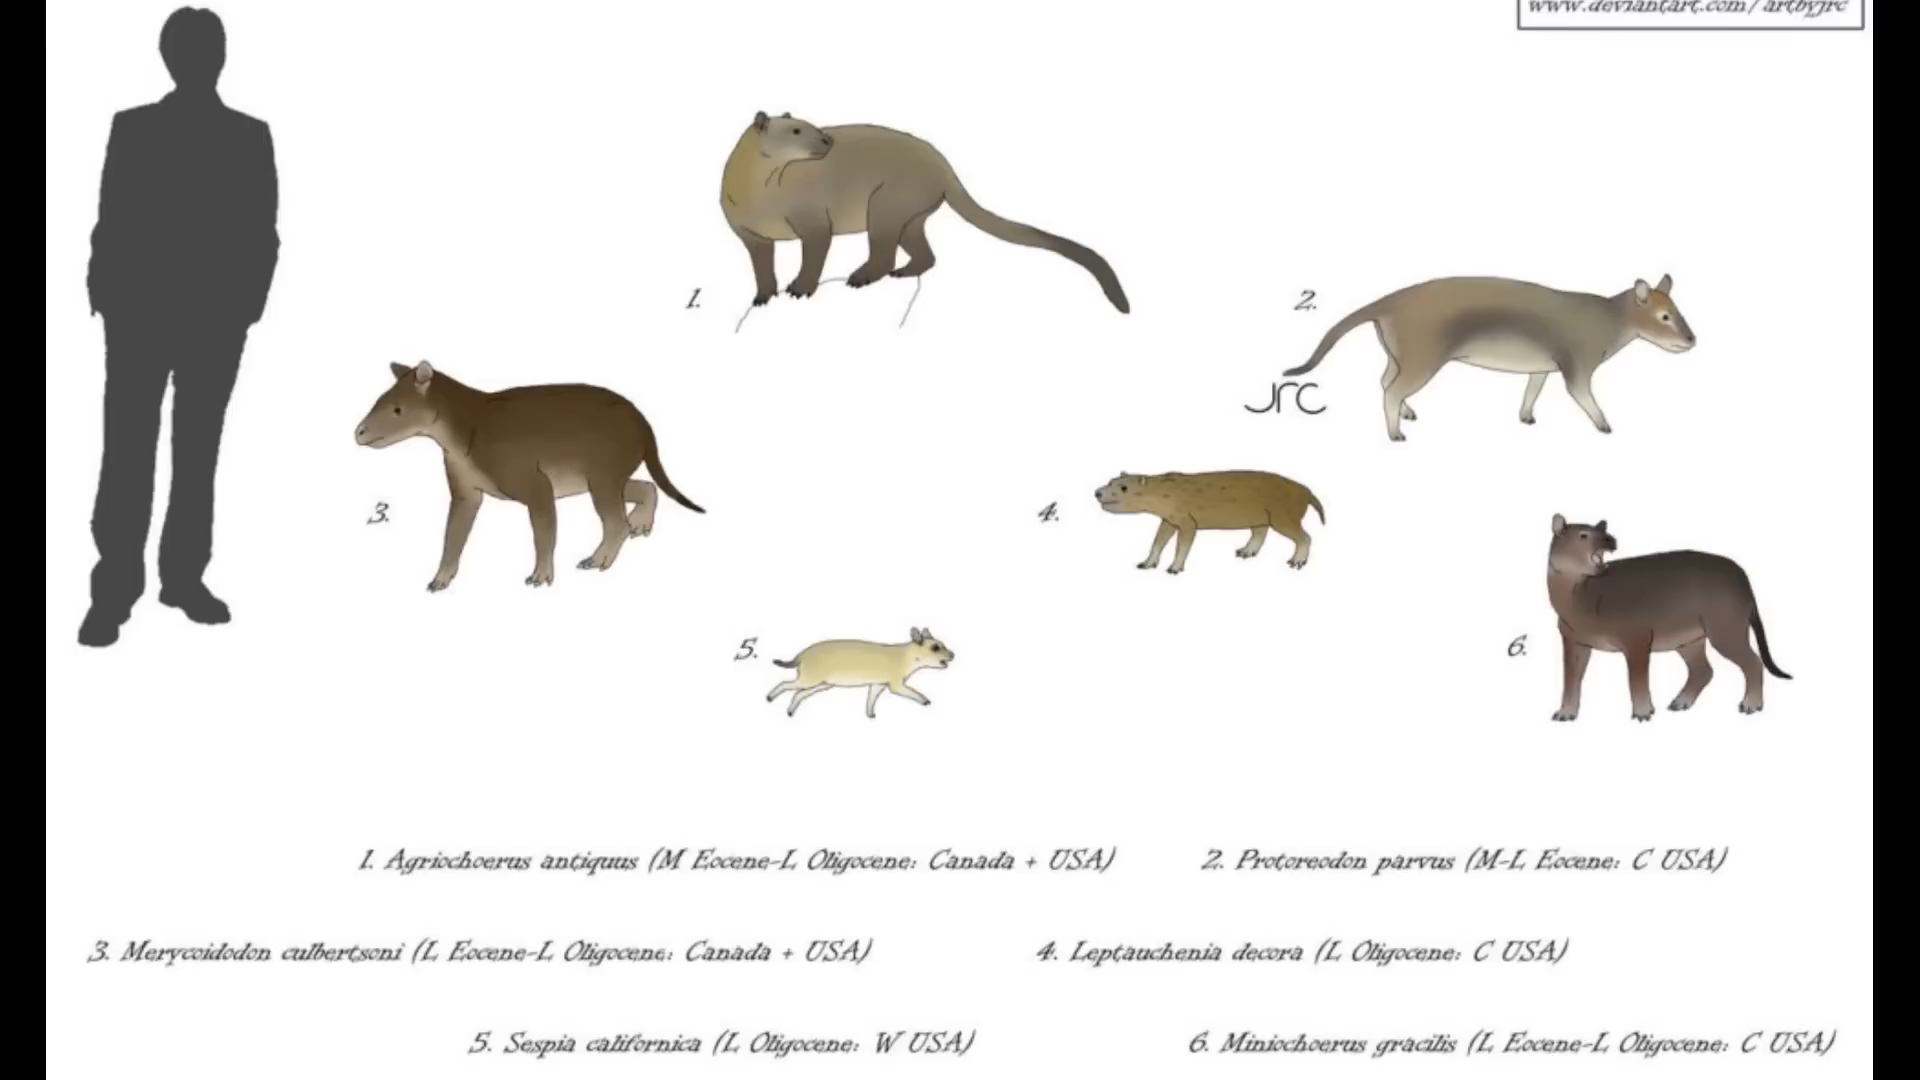 www.deviantart.com/artbyjrc
1.
2.
JrC
3.
4.
5.
6.
1. Agriochoerus antiquus (M Eocene-L Oligocene: Canada + USA)
2. Protoreodon parvus (M-L Eocene: C USA)
3. Merycoidodon culbertsoni (L Eocene-L Oligocene: Canada + USA)
4. Leptauchenia decora (L Oligocene: C USA)
5. Sespia californica (L Oligocene: W USA)
6. Miniochoerus gracilis (L Eocene-L Oligocene: C USA)